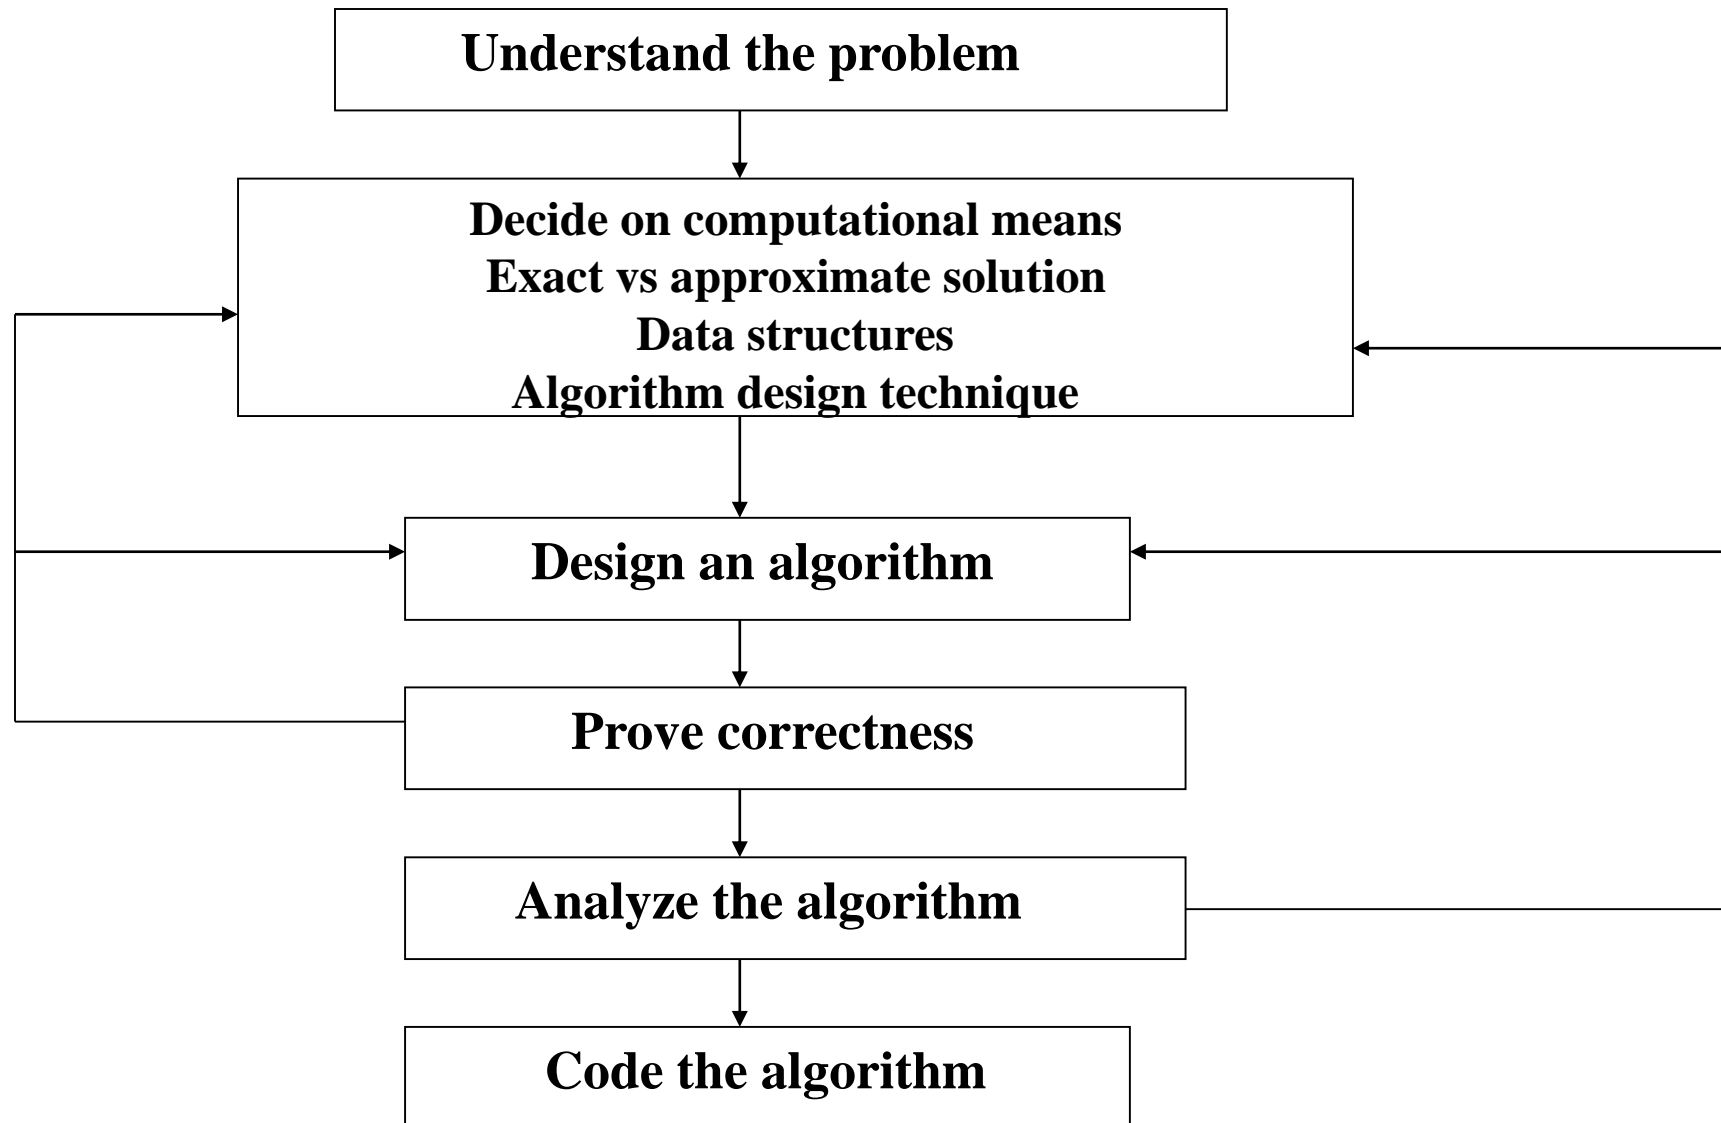 Understand the problem
Decide on computational means
Exact vs approximate solution
Data structures
Algorithm design technique
Design an algorithm
Prove correctness
Analyze the algorithm
Code the algorithm